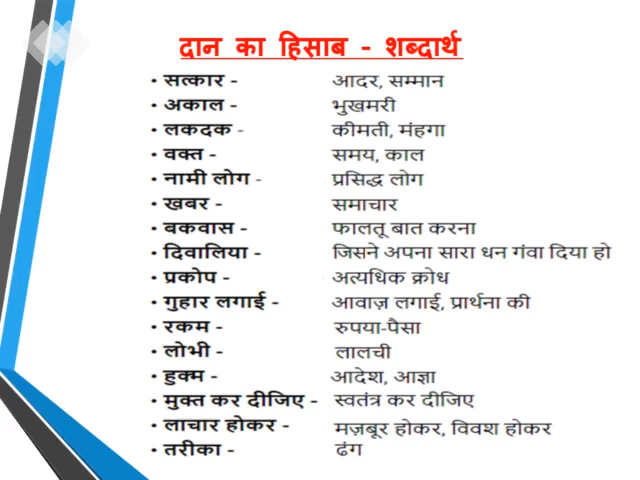 दान का हिसाब - शब्दार्थ
• सत्कार - आदर, सम्मान
• अकाल - भुखमरी
• लकदक - कीमती, मंहगा
• वक्त - समय, काल
• नामी लोग - प्रसिद्ध लोग
• खबर - समाचार
• बकवास - फालतू बात करना
• दिवालिया - जिसने अपना सारा धन गंवा दिया हो
• प्रकोप - अत्यधिक क्रोध
• गुहार लगाई - आवाज़ लगाई, प्रार्थना की
• रकम - रुपया-पैसा
• लोभी - लालची
• हुक्म - आदेश, आज्ञा
• मुक्त कर दीजिए - स्वतंत्र कर दीजिए
• लाचार होकर - मज़बूर होकर, विवश होकर
• तरीका - ढंग